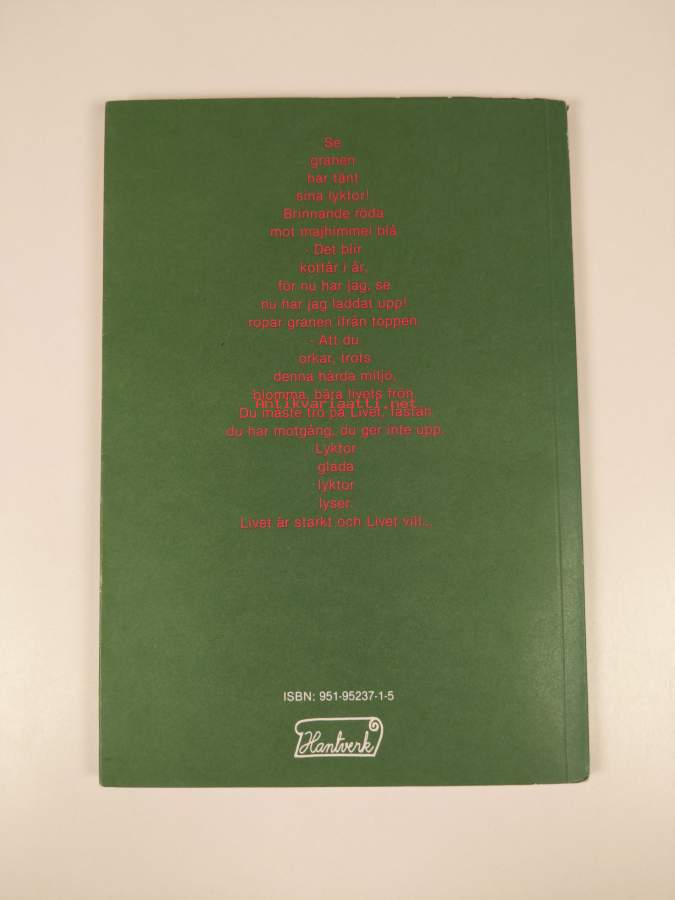 Se
granen
har tänt
sina lyktor!
Brinnande röda
mot majhimmel blå
- Det blir
kottår i år,
för nu har jag, se
nu har jag laddat upp!
ropar granen ifrån toppen.
- Att du
orkar, trots
denna hårda miljö,
blomma, bära livets frön.
Antikvariaatti.net
Du måste tro på Livet, fastän
du har motgång, du ger inte upp.
Lyktor
glada
lyktor
lyser.
Livet är starkt och Livet vill...
ISBN: 951-95237-1-5
Hantverk